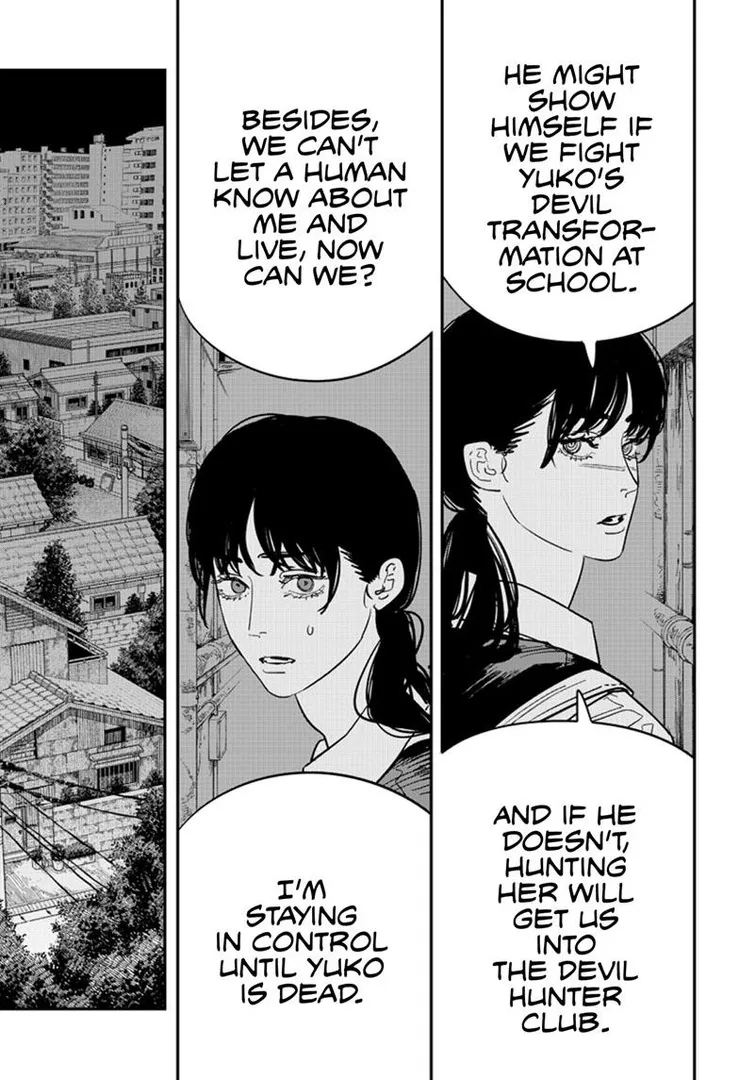 HE MIGHT
SHOW
HIMSELF IF
WE FIGHT
YUKO'S
DEVIL
TRANSFOR-
MATION AT
SCHOOL.
AND IF HE
DOESN'T,
HUNTING
HER WILL
GET US
INTO
THE DEVIL
HUNTER
CLUB.
BESIDES,
WE CAN'T
LET A HUMAN
KNOW ABOUT
ME AND
LIVE, NOW
CAN WE?
I'M
STAYING
IN CONTROL
UNTIL YUKO
IS DEAD.